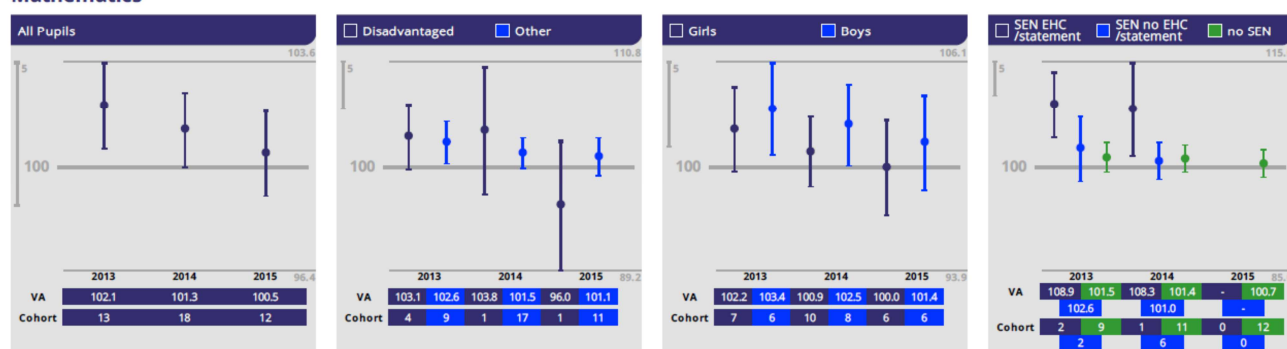 Mathematics
All Pupils
103.6
5
100
2013 2014 2015 96.4
VA 102.1 101.3 100.5
Cohort 13 18 12
Disadvantaged Other
110.8
5
100
2013 2014 2015 89.2
VA 103.1 102.6 103.8 101.5 96.0 101.1
Cohort 4 9 1 17 1 11
Girls Boys
106.1
5
100
2013 2014 2015 93.9
VA 102.2 103.4 100.9 102.5 100.0 101.4
Cohort 7 6 10 8 6 6
SEN EHC /statement SEN no EHC /statement no SEN
115.
5
100
2013 2014 2015 85.
VA 108.9 101.5 108.3 101.4 - 100.7
102.6 101.0 -
Cohort 2 9 1 11 0 12
2 6 0